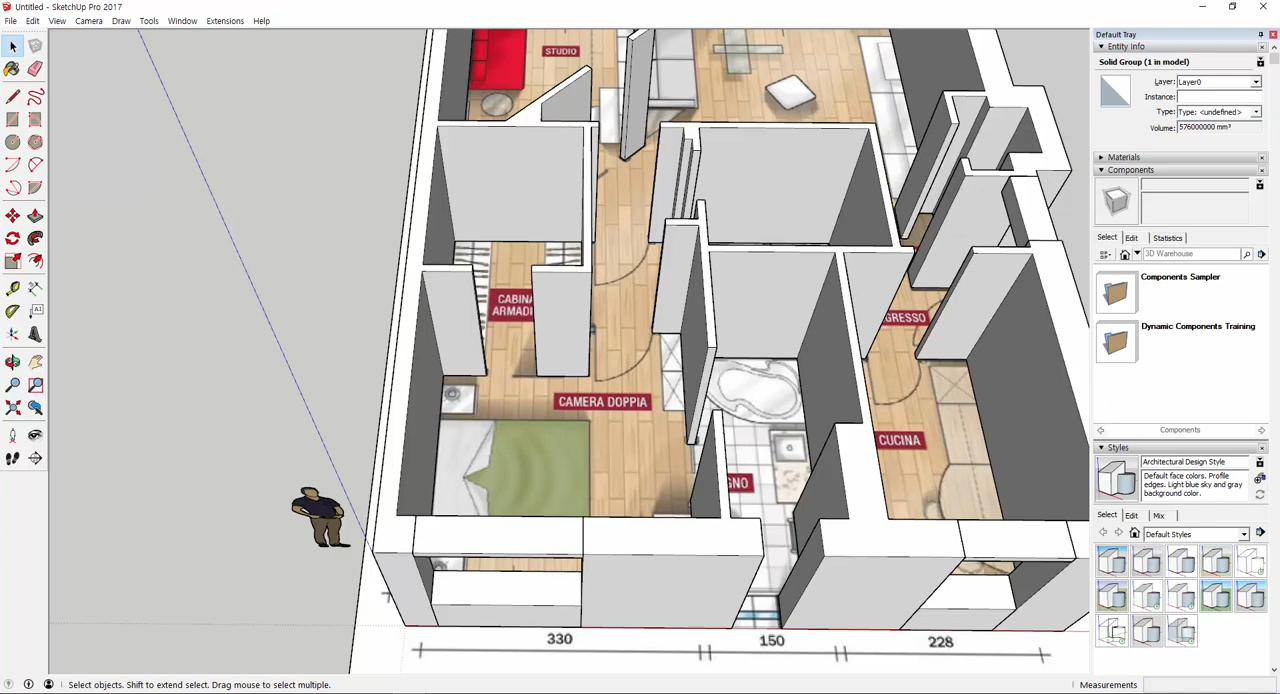 Untitled - SketchUp Pro 2017
File Edit View Camera Draw Tools Window Extensions Help
Default Tray
Entity Info
Solid Group (1 in model)
Layer: Layer0
Instance:
Type: Type: <undefined>
Volume: 576000000 mm³
Materials
Components
Select Edit Statistics
3D Warehouse
Components Sampler
Dynamic Components Training
Components
Styles
Architectural Design Style
Default face colors. Profile
edges. Light blue sky and gray
background color.
Select Edit Mix
Default Styles
STUDIO
CABINA
ARMADI
GRESSO
CAMERA DOPPIA
CUCINA
GNO
330 150 228
A1
Select objects. Shift to extend select. Drag mouse to select multiple.
Measurements